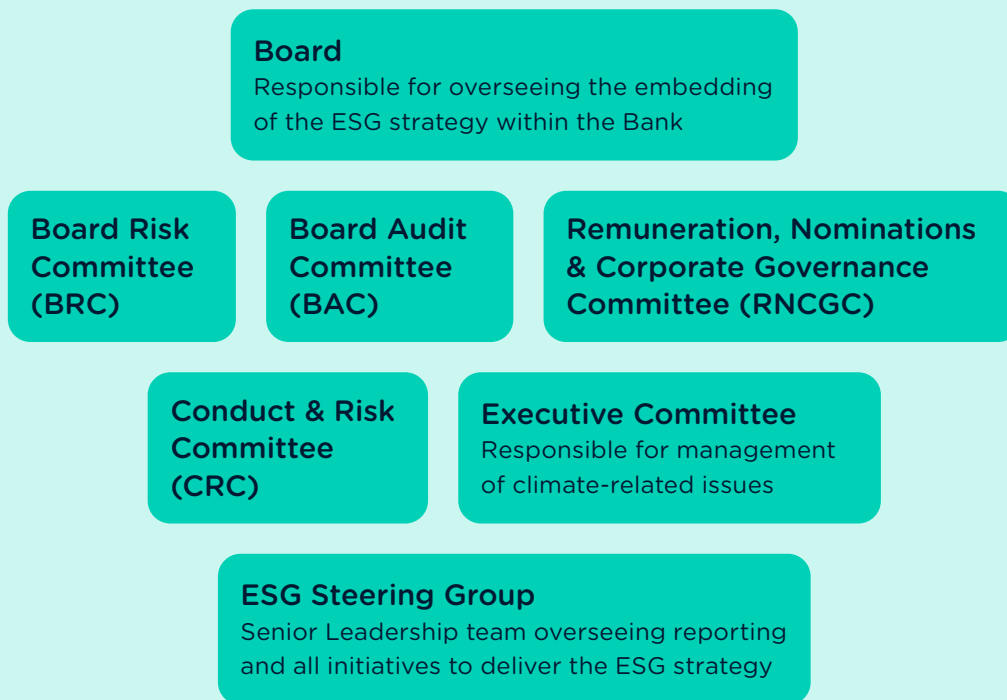 Board
Responsible for overseeing the embedding
of the ESG strategy within the Bank
Board Risk
Committee
(BRC)
Board Audit
Committee
(BAC)
Remuneration, Nominations
& Corporate Governance
Committee (RNCGC)
Conduct & Risk
Committee
(CRC)
Executive Committee
Responsible for management
of climate-related issues
ESG Steering Group
Senior Leadership team overseeing reporting
and all initiatives to deliver the ESG strategy